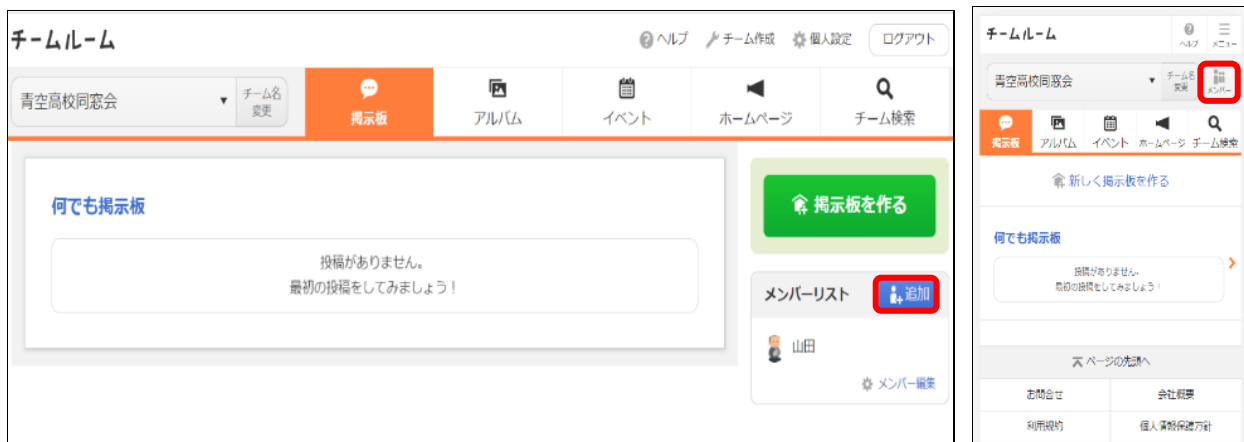 チームルーム
ヘルプ チーム作成 個人設定 ログアウト
青空高校同窓会 ▼ チーム名
変更
掲示板 アルバム イベント ホームページ チーム検索
何でも掲示板
投稿がありません。
最初の投稿をしてみましょう！
掲示板を作る
メンバーリスト 追加
山田
メンバー編集
チームルーム
ヘルプ メニュー
青空高校同窓会 ▼ チーム名
変更
メンバー
掲示板 アルバム イベント ホームページ チーム検索
新しく掲示板を作る
何でも掲示板
投稿がありません。
最初の投稿をしてみましょう！
ページの先頭へ
お問合せ 会社概要
利用規約 個人情報保護方針